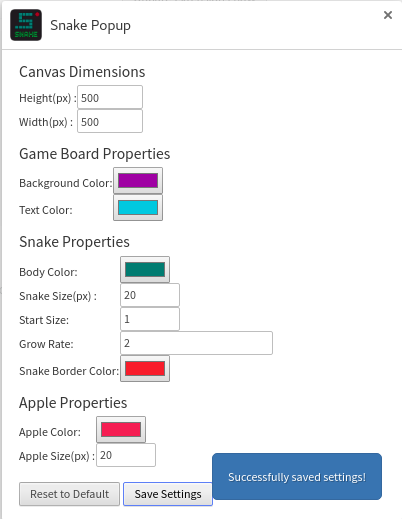 SNAKE
Snake Popup
×
Canvas Dimensions
Height(px) : 500
Width(px) : 500
Game Board Properties
Background Color:
Text Color:
Snake Properties
Body Color:
Snake Size(px) : 20
Start Size: 1
Grow Rate: 2
Snake Border Color:
Apple Properties
Apple Color:
Apple Size(px) : 20
Successfully saved settings!
Reset to Default Save Settings